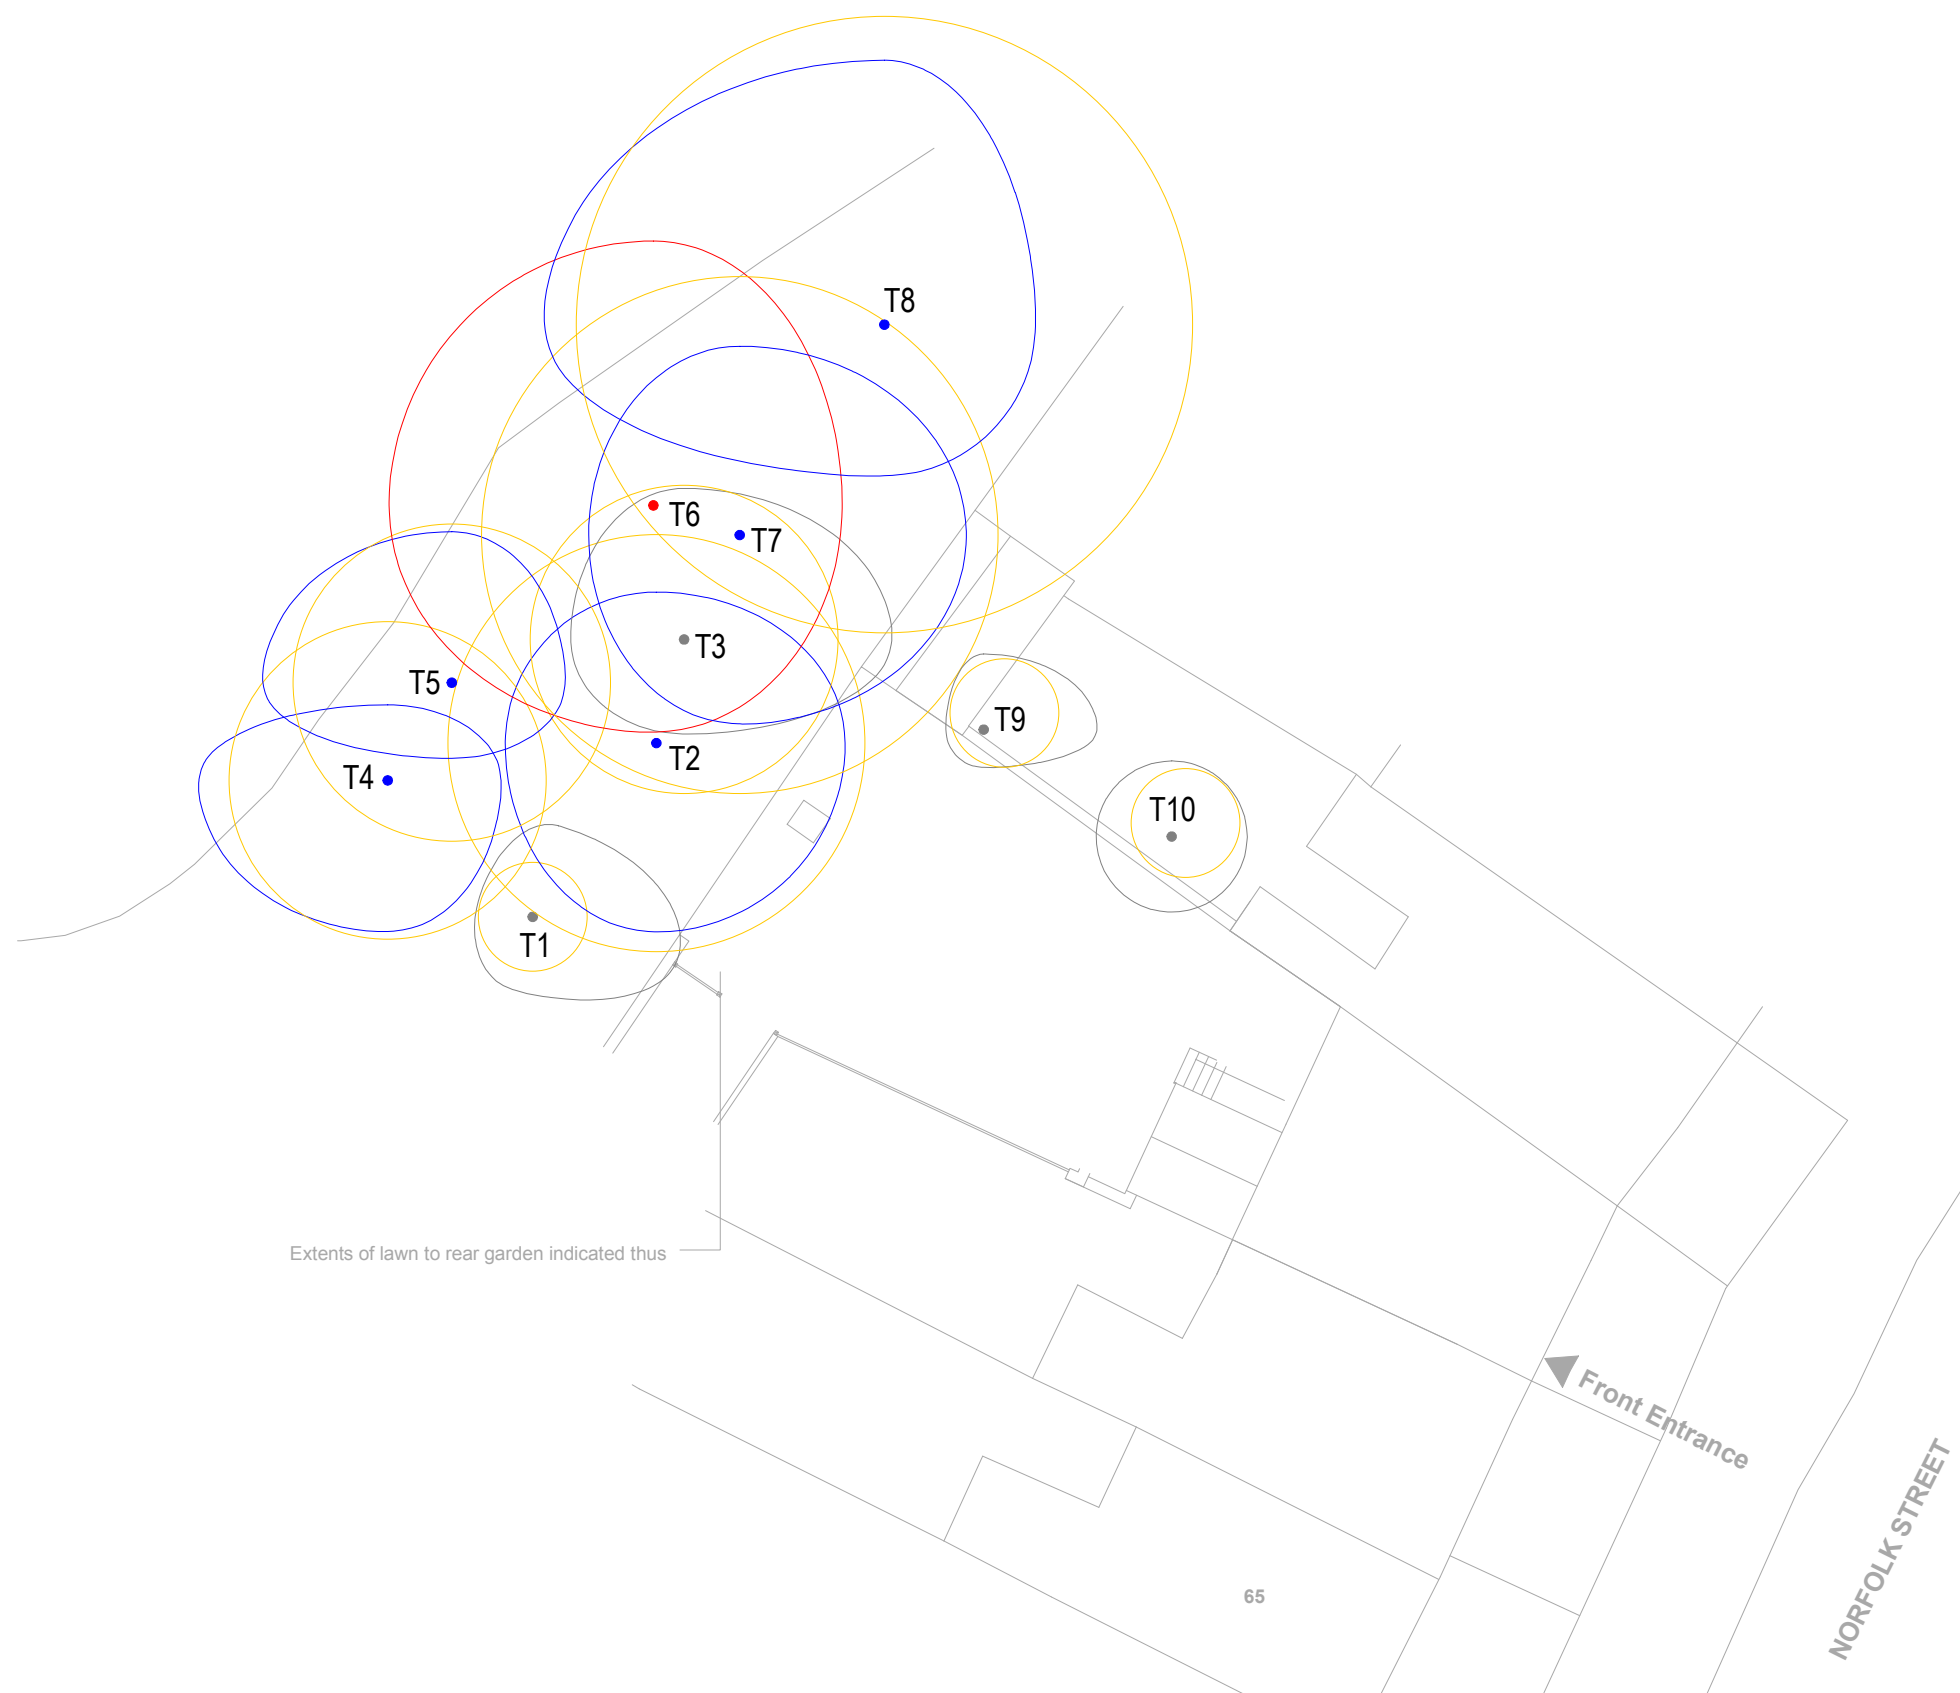 T8
T6
T7
T3
T5
T9
T2
T4
T10
T1
Extents of lawn to rear garden indicated thus
Front Entrance
NORFOLK STREET
65